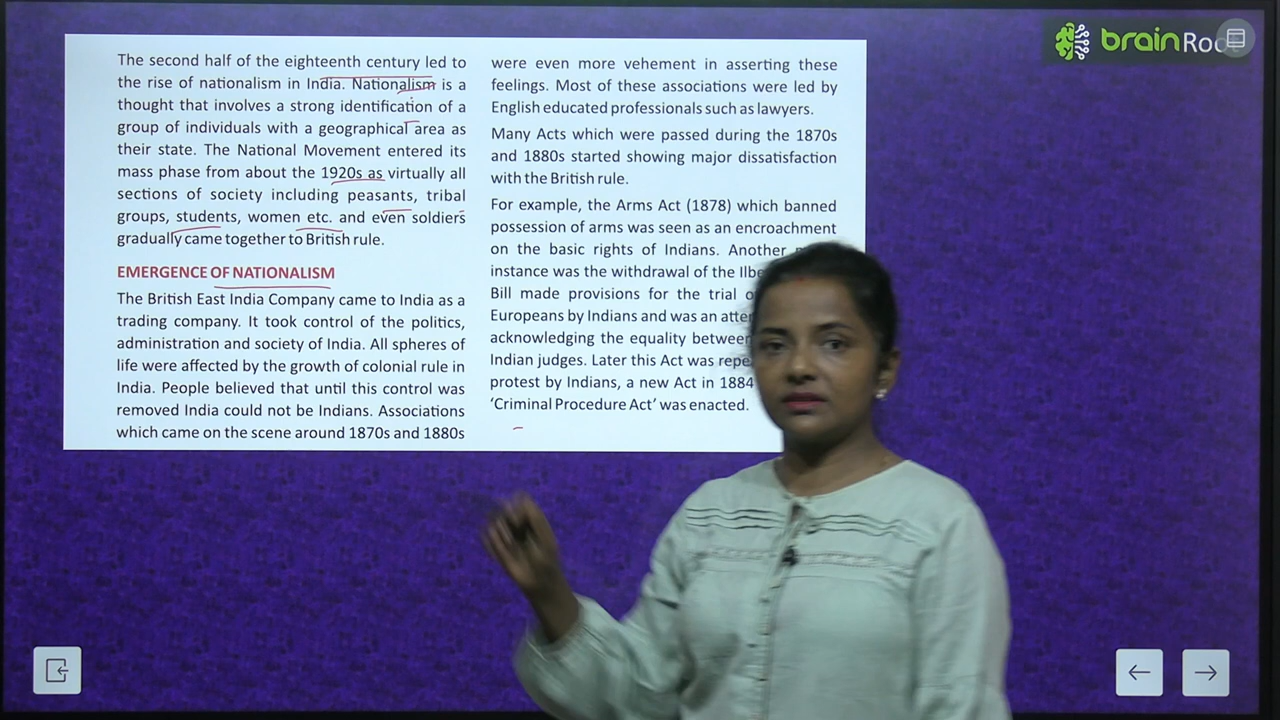 The second half of the eighteenth century led to
the rise of nationalism in India. Nationalism is a
thought that involves a strong identification of a
group of individuals with a geographical area as
their state. The National Movement entered its
mass phase from about the 1920s as virtually all
sections of society including peasants, tribal
groups, students, women etc. and even soldiers
gradually came together to British rule.
EMERGENCE OF NATIONALISM
The British East India Company came to India as a
trading company. It took control of the politics,
administration and society of India. All spheres of
life were affected by the growth of colonial rule in
India. People believed that until this control was
removed India could not be Indians. Associations
which came on the scene around 1870s and 1880s
were even more vehement in asserting these
feelings. Most of these associations were led by
English educated professionals such as lawyers.
Many Acts which were passed during the 1870s
and 1880s started showing major dissatisfaction
with the British rule.
For example, the Arms Act (1878) which banned
possession of arms was seen as an encroachment
on the basic rights of Indians. Another
instance was the withdrawal of the
Bill made provisions for the trial
Europeans by Indians and was an
acknowledging the equality between
Indian judges. Later this Act was
protest by Indians, a new Act in 1884
‘Criminal Procedure Act’ was enacted.
brain